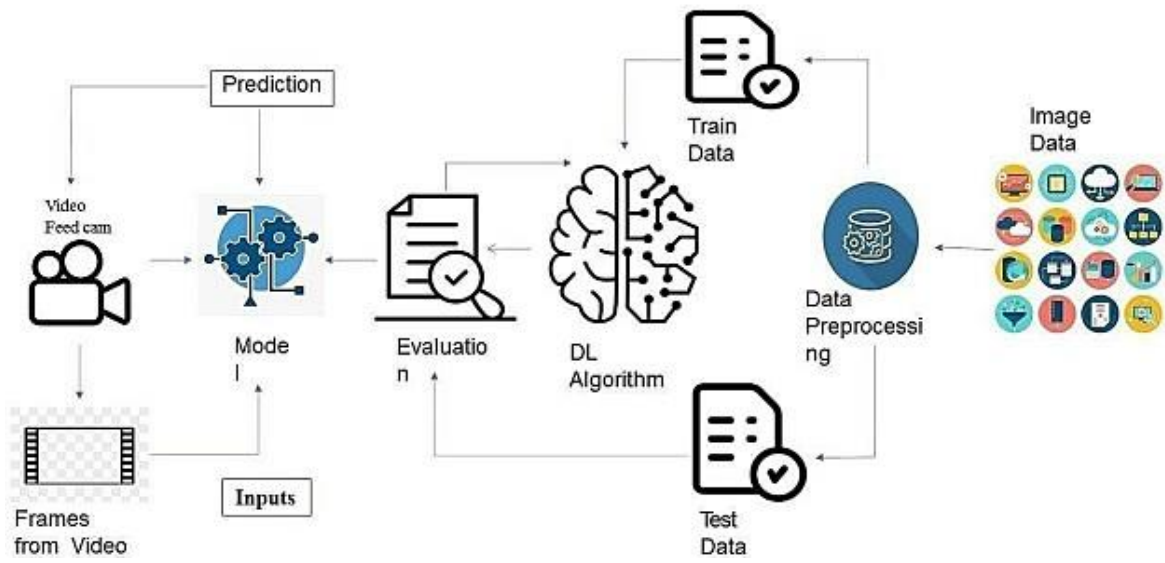 Prediction
Train
Data
Image
Data
Video
Feed cam
Data
Preprocessi
ng
Mode
l
Evaluatio
n
DL
Algorithm
Inputs
Frames
from Video
Test
Data